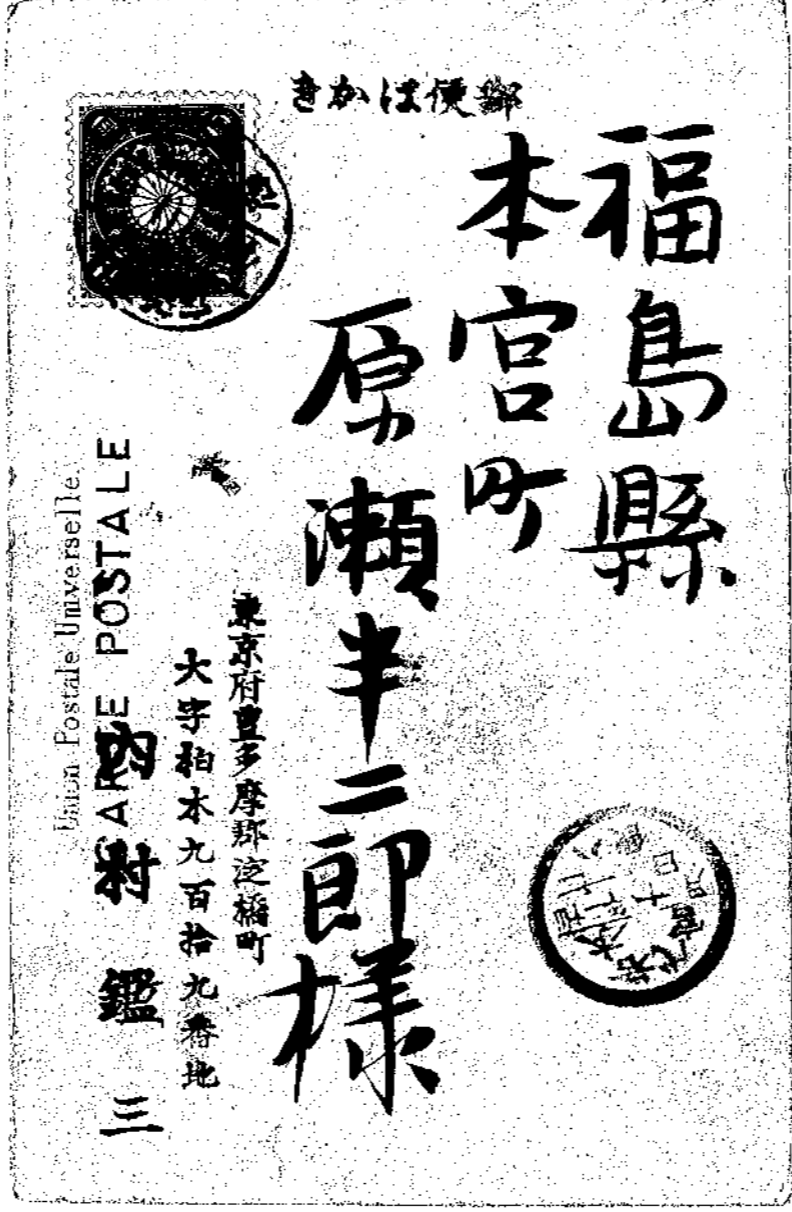 きかは便郵
福島縣
本宮町
原瀬半二郎様
東京府豊多摩郡淀橋町
大字柏木九百拾九番地
内村鑑三
CARTE POSTALE
Union Postale Universelle.